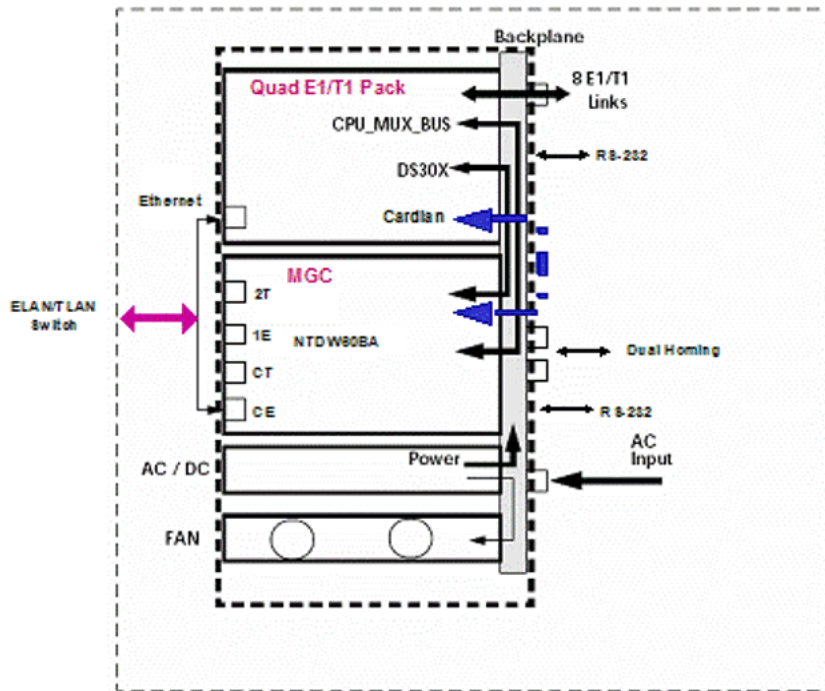 Backplane
Quad E1/T1 Pack
8 E1/T1
Links
CPU_MUX_BUS
RS-232
DS30X
Ethernet
Cardlan
MGC
2T
ELAN/TLAN
Switch
1E
NTDW60BA
Dual Homing
CT
CE
RS-232
AC
Input
Power
AC / DC
FAN